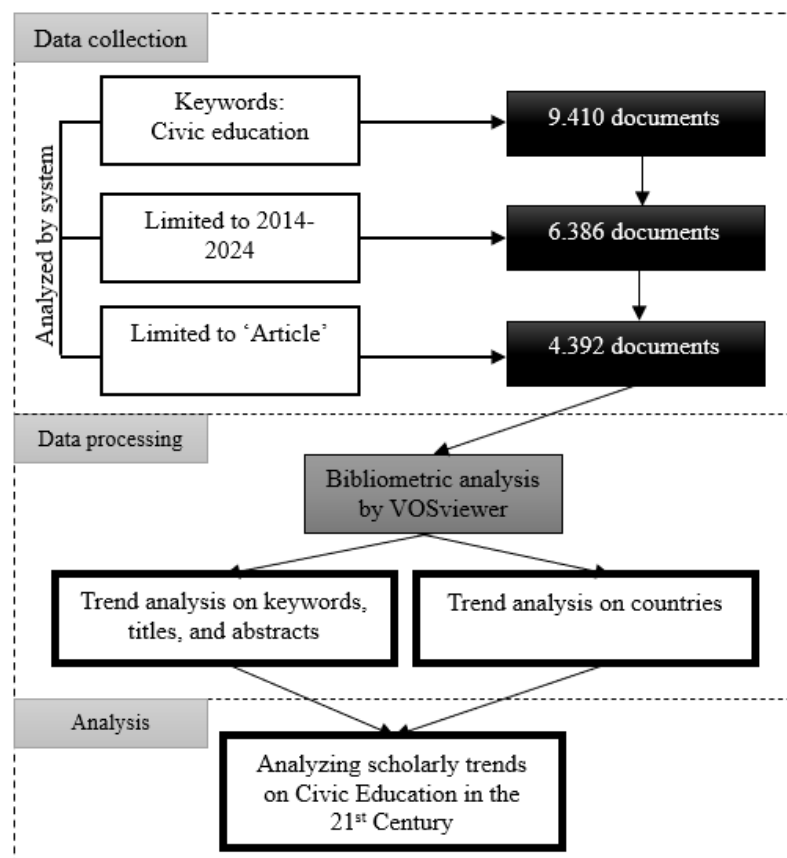 Data collection
Analyzed by system
Keywords:
Civic education
9.410 documents
Limited to 2014-
2024
6.386 documents
Limited to ‘Article’
4.392 documents
Data processing
Bibliometric analysis
by VOSviewer
Trend analysis on keywords,
titles, and abstracts
Trend analysis on countries
Analysis
Analyzing scholarly trends
on Civic Education in the
21st Century